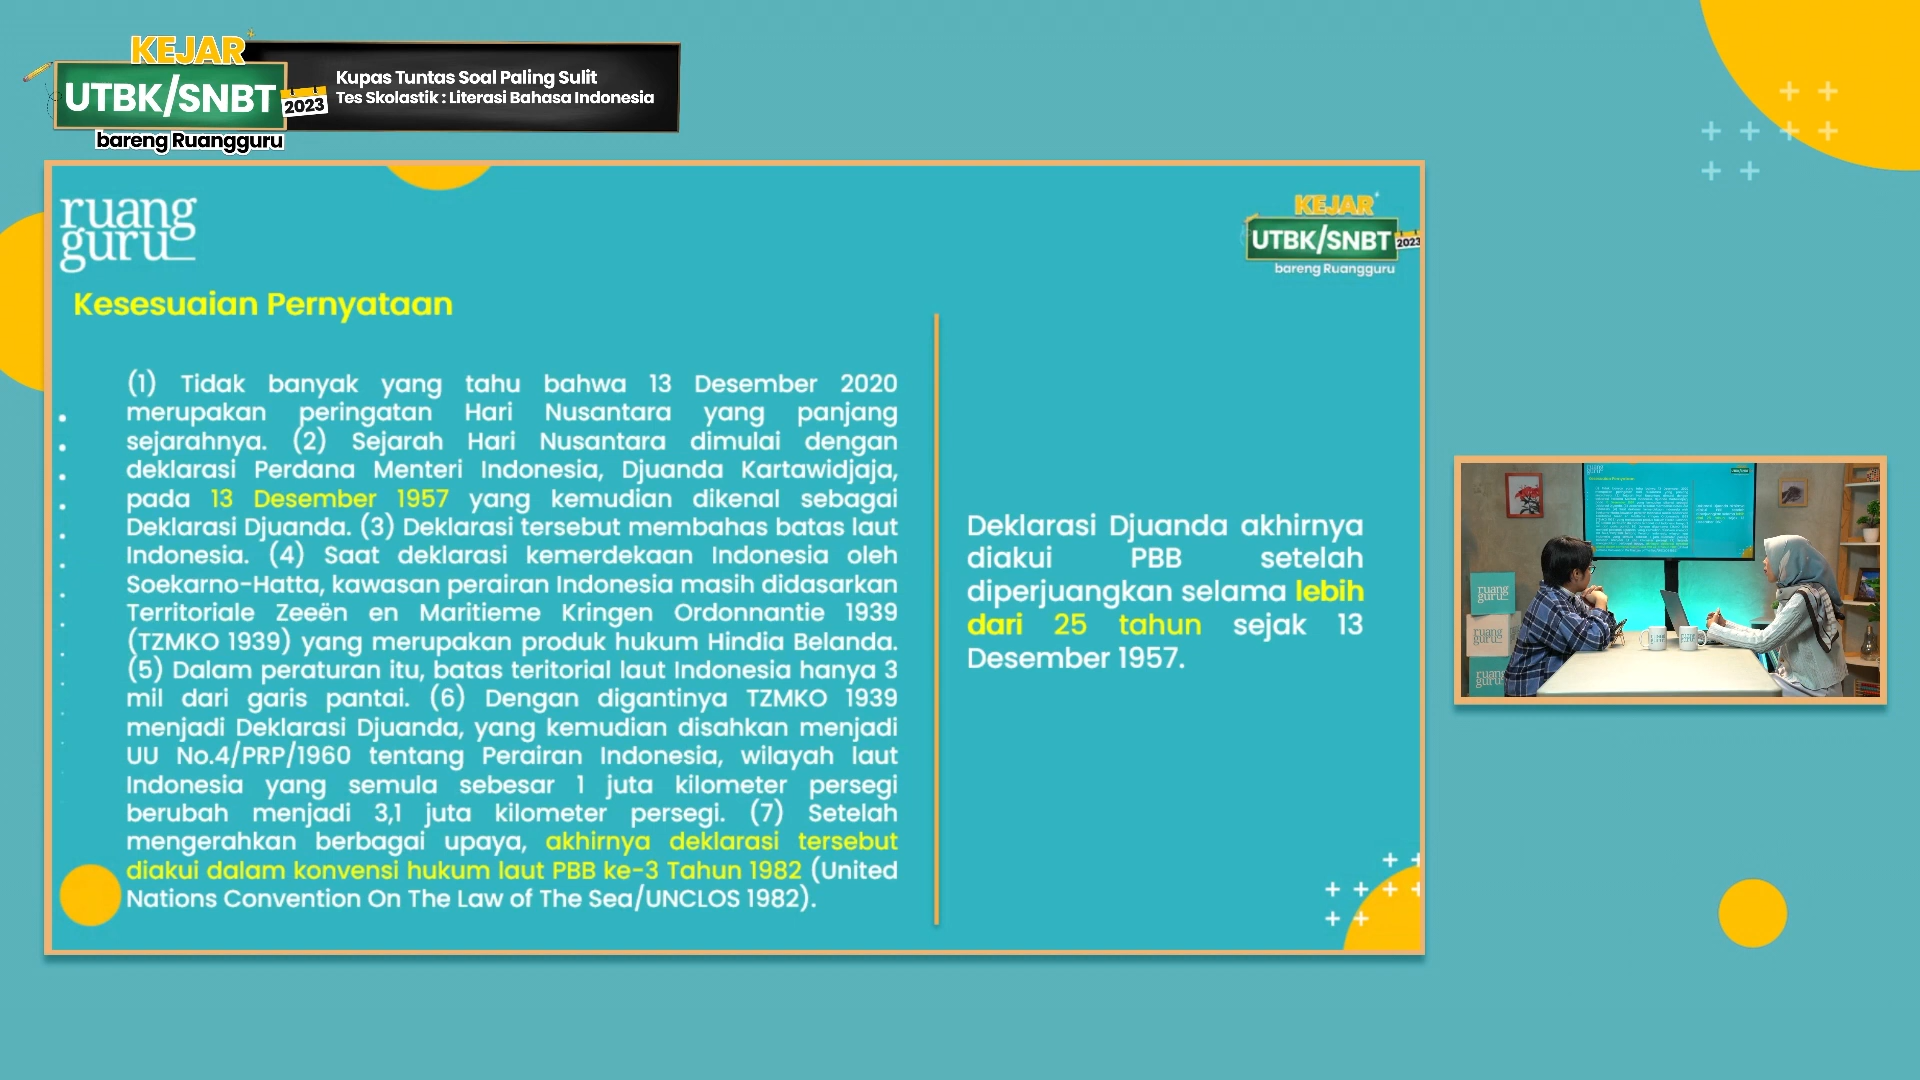 KEJAR
UTBK/SNBT
2023
bareng Ruangguru
Kupas Tuntas Soal Paling Sulit
Tes Skolastik : Literasi Bahasa Indonesia
ruang
guru
KEJAR
UTBK/SNBT
2023
bareng Ruangguru
Kesesuaian Pernyataan
(1) Tidak banyak yang tahu bahwa 13 Desember 2020
merupakan peringatan Hari Nusantara yang panjang
sejarahnya. (2) Sejarah Hari Nusantara dimulai dengan
deklarasi Perdana Menteri Indonesia, Djuanda Kartawidjaja,
pada 13 Desember 1957 yang kemudian dikenal sebagai
Deklarasi Djuanda. (3) Deklarasi tersebut membahas batas laut
Indonesia. (4) Saat deklarasi kemerdekaan Indonesia oleh
Soekarno-Hatta, kawasan perairan Indonesia masih didasarkan
Territoriale Zeeën en Maritieme Kringen Ordonnantie 1939
(TZMKO 1939) yang merupakan produk hukum Hindia Belanda.
(5) Dalam peraturan itu, batas teritorial laut Indonesia hanya 3
mil dari garis pantai. (6) Dengan digantinya TZMKO 1939
menjadi Deklarasi Djuanda, yang kemudian disahkan menjadi
UU No.4/PRP/1960 tentang Perairan Indonesia, wilayah laut
Indonesia yang semula sebesar 1 juta kilometer persegi
berubah menjadi 3,1 juta kilometer persegi. (7) Setelah
mengerahkan berbagai upaya, akhirnya deklarasi tersebut
diakui dalam konvensi hukum laut PBB ke-3 Tahun 1982 (United
Nations Convention On The Law of The Sea/UNCLOS 1982).
Deklarasi Djuanda akhirnya
diakui PBB setelah
diperjuangkan selama lebih
dari 25 tahun sejak 13
Desember 1957.
ruang
guru
ruang
guru
ruang
guru